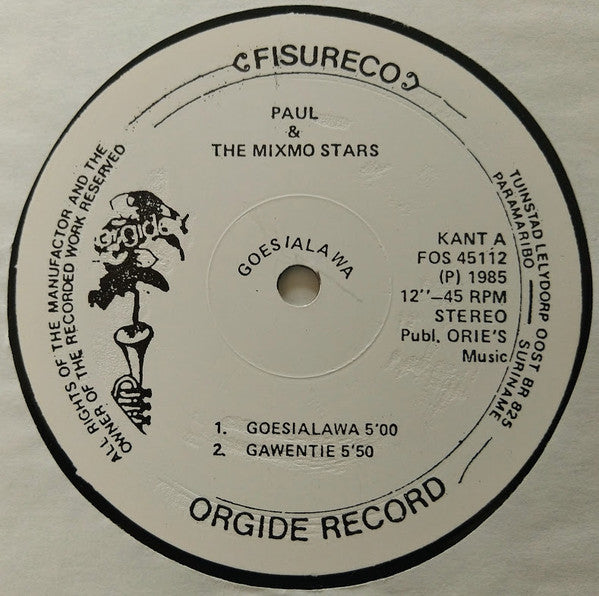 FISURECO
PAUL
&
THE MIXMO STARS
GOESIALAWA
ALL RIGHTS OF THE MANUFACTOR AND THE
OWNER OF THE RECORDED WORK RESERVED
orgide
KANT A
FOS 45112
(P) 1985
12"—45 RPM
STEREO
Publ. ORIE'S
Music
TUINSTAD LELYDORP OOST BR 825
PARAMARIBO – SURINAME
1. GOESIALAWA 5'00
2. GAWENTIE 5'50
ORGIDE RECORD